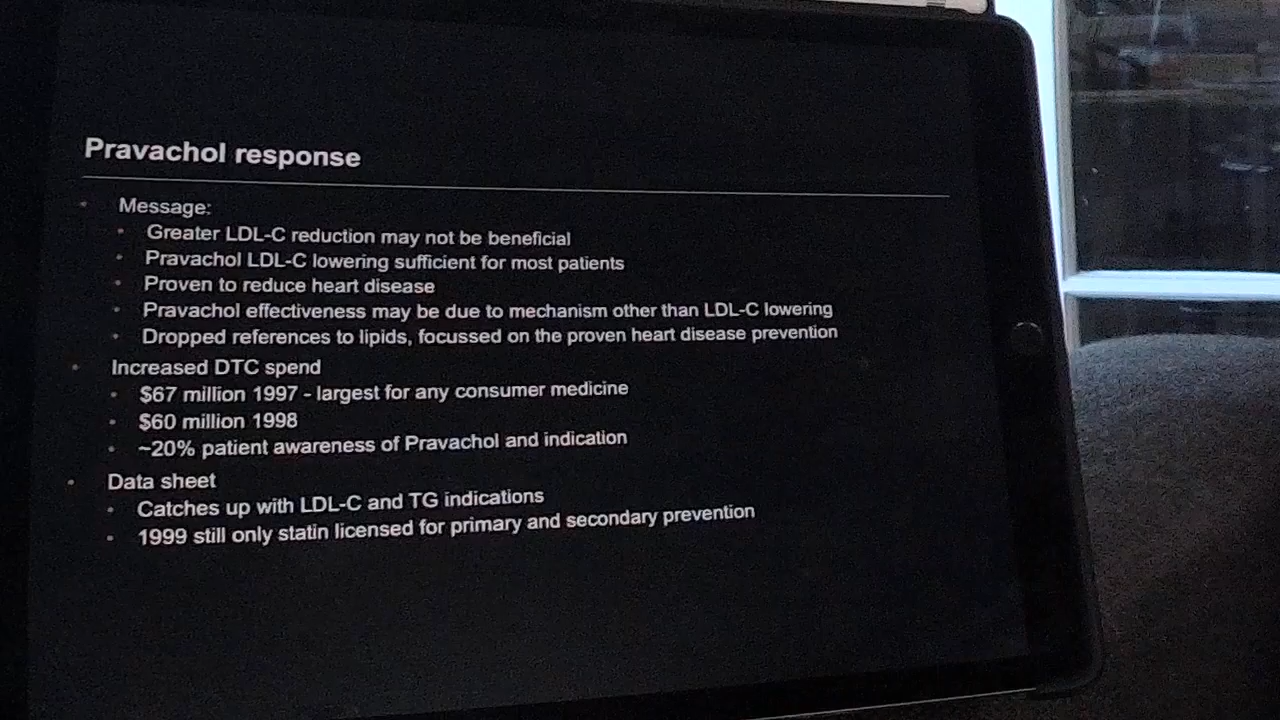 Pravachol response
Message:
Greater LDL-C reduction may not be beneficial
Pravachol LDL-C lowering sufficient for most patients
Proven to reduce heart disease
Pravachol effectiveness may be due to mechanism other than LDL-C lowering
Dropped references to lipids, focussed on the proven heart disease prevention
Increased DTC spend
$67 million 1997 - largest for any consumer medicine
$60 million 1998
~20% patient awareness of Pravachol and indication
Data sheet
Catches up with LDL-C and TG indications
1999 still only statin licensed for primary and secondary prevention